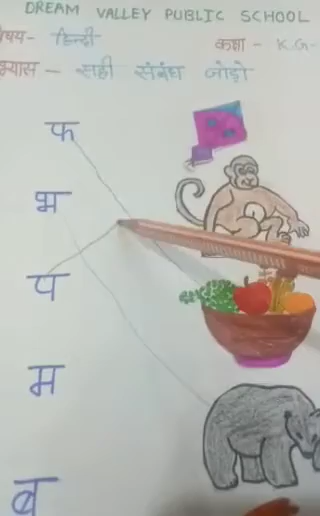 DREAM VALLEY PUBLIC SCHOOL
विषय- हिन्दी कक्षा - K.G-
अभ्यास - सही संबंध जोड़ो
फ
भ
प
म
ब